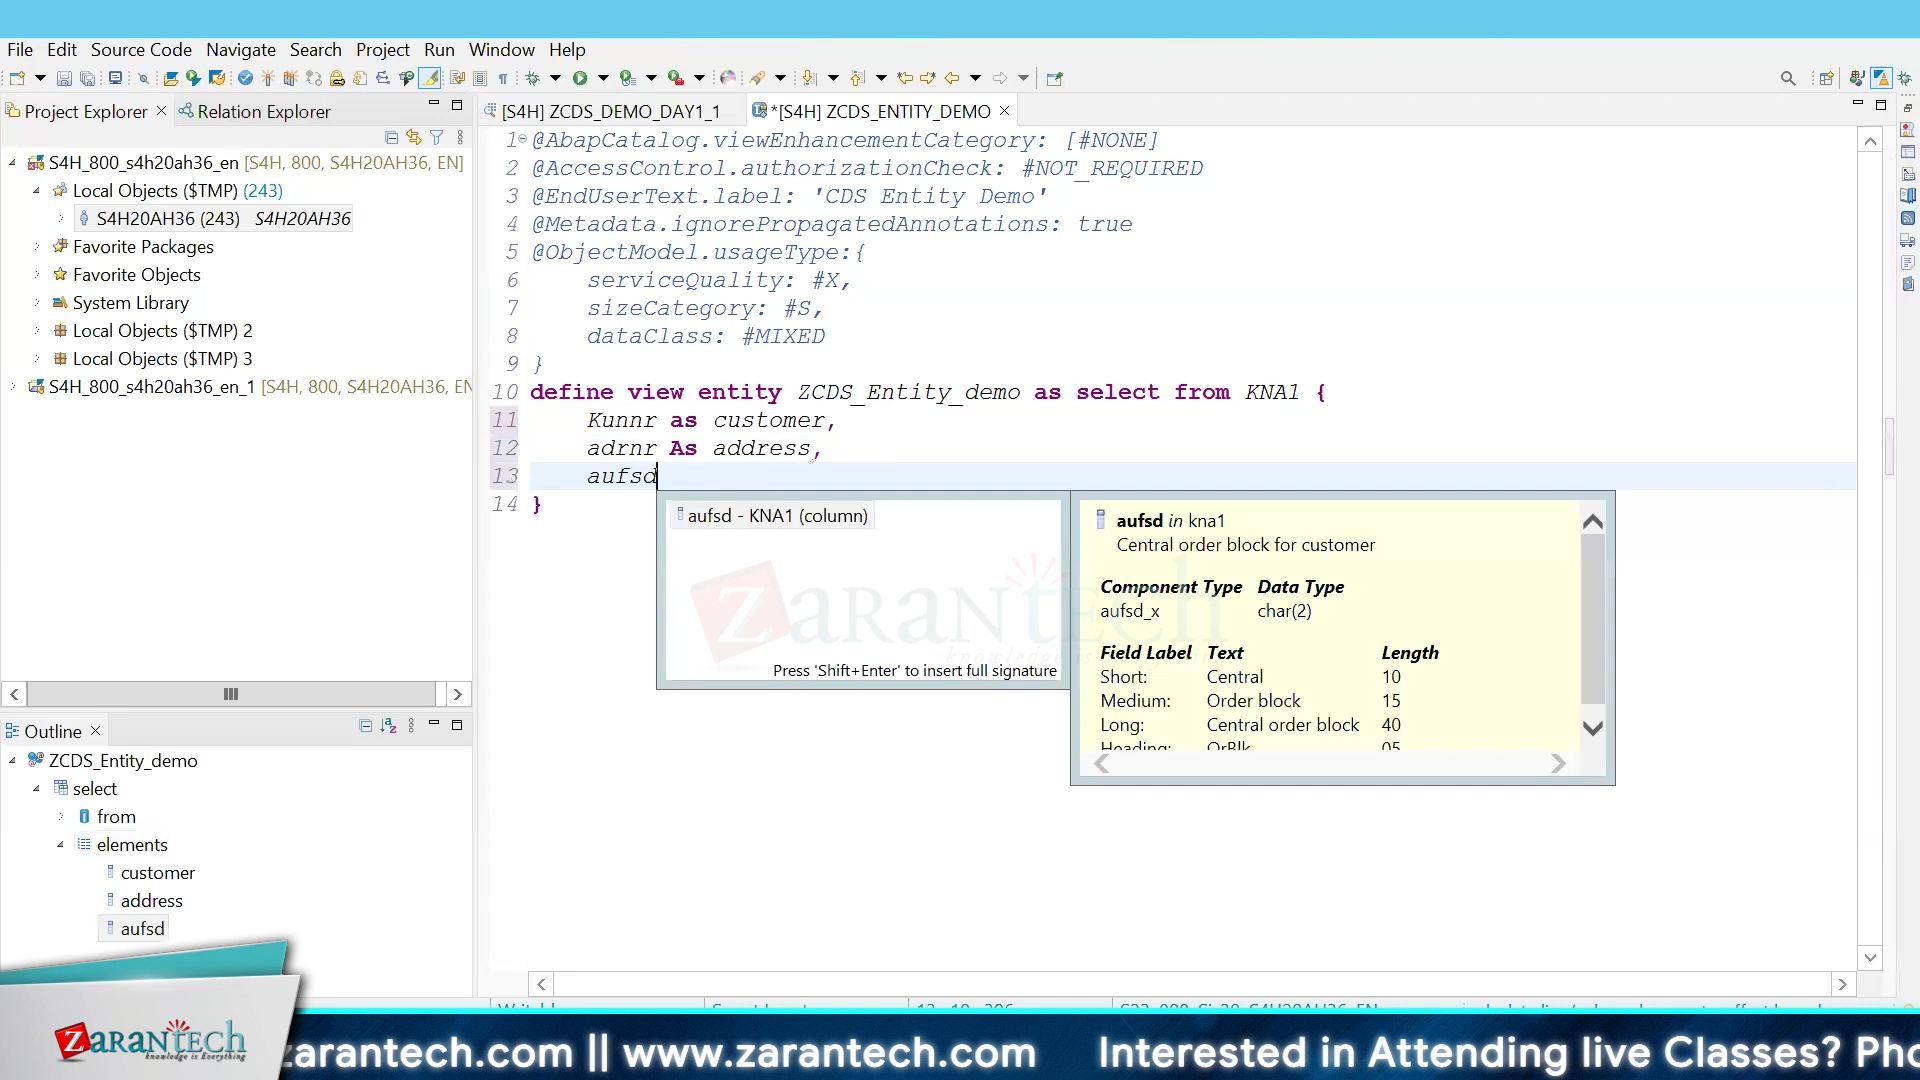 File Edit Source Code Navigate Search Project Run Window Help
Project Explorer
Relation Explorer
[S4H] ZCDS_DEMO_DAY1_1
*[S4H] ZCDS_ENTITY_DEMO
S4H_800_s4h20ah36_en [S4H, 800, S4H20AH36, EN]
Local Objects ($TMP) (243)
S4H20AH36 (243) S4H20AH36
Favorite Packages
Favorite Objects
System Library
Local Objects ($TMP) 2
Local Objects ($TMP) 3
S4H_800_s4h20ah36_en_1 [S4H, 800, S4H20AH36, EN
1 @AbapCatalog.viewEnhancementCategory: [#NONE]
2 @AccessControl.authorizationCheck: #NOT_REQUIRED
3 @EndUserText.label: 'CDS Entity Demo'
4 @Metadata.ignorePropagatedAnnotations: true
5 @ObjectModel.usageType:{
6 serviceQuality: #X,
7 sizeCategory: #S,
8 dataClass: #MIXED
9 }
10 define view entity ZCDS_Entity_demo as select from KNA1 {
11 Kunnr as customer,
12 adrnr As address,
13 aufsd
14 }
aufsd - KNA1 (column)
Press 'Shift+Enter' to insert full signature
aufsd in kna1
Central order block for customer
Component Type Data Type
aufsd_x char(2)
Field Label Text Length
Short: Central 10
Medium: Order block 15
Long: Central order block 40
Heading: OrBlk 05
ZaranTech
knowledge is everything
Outline
ZCDS_Entity_demo
select
from
elements
customer
address
aufsd
ZaranTech
knowledge is Everything
zarantech.com || www.zarantech.com Interested in Attending live Classes? Pho